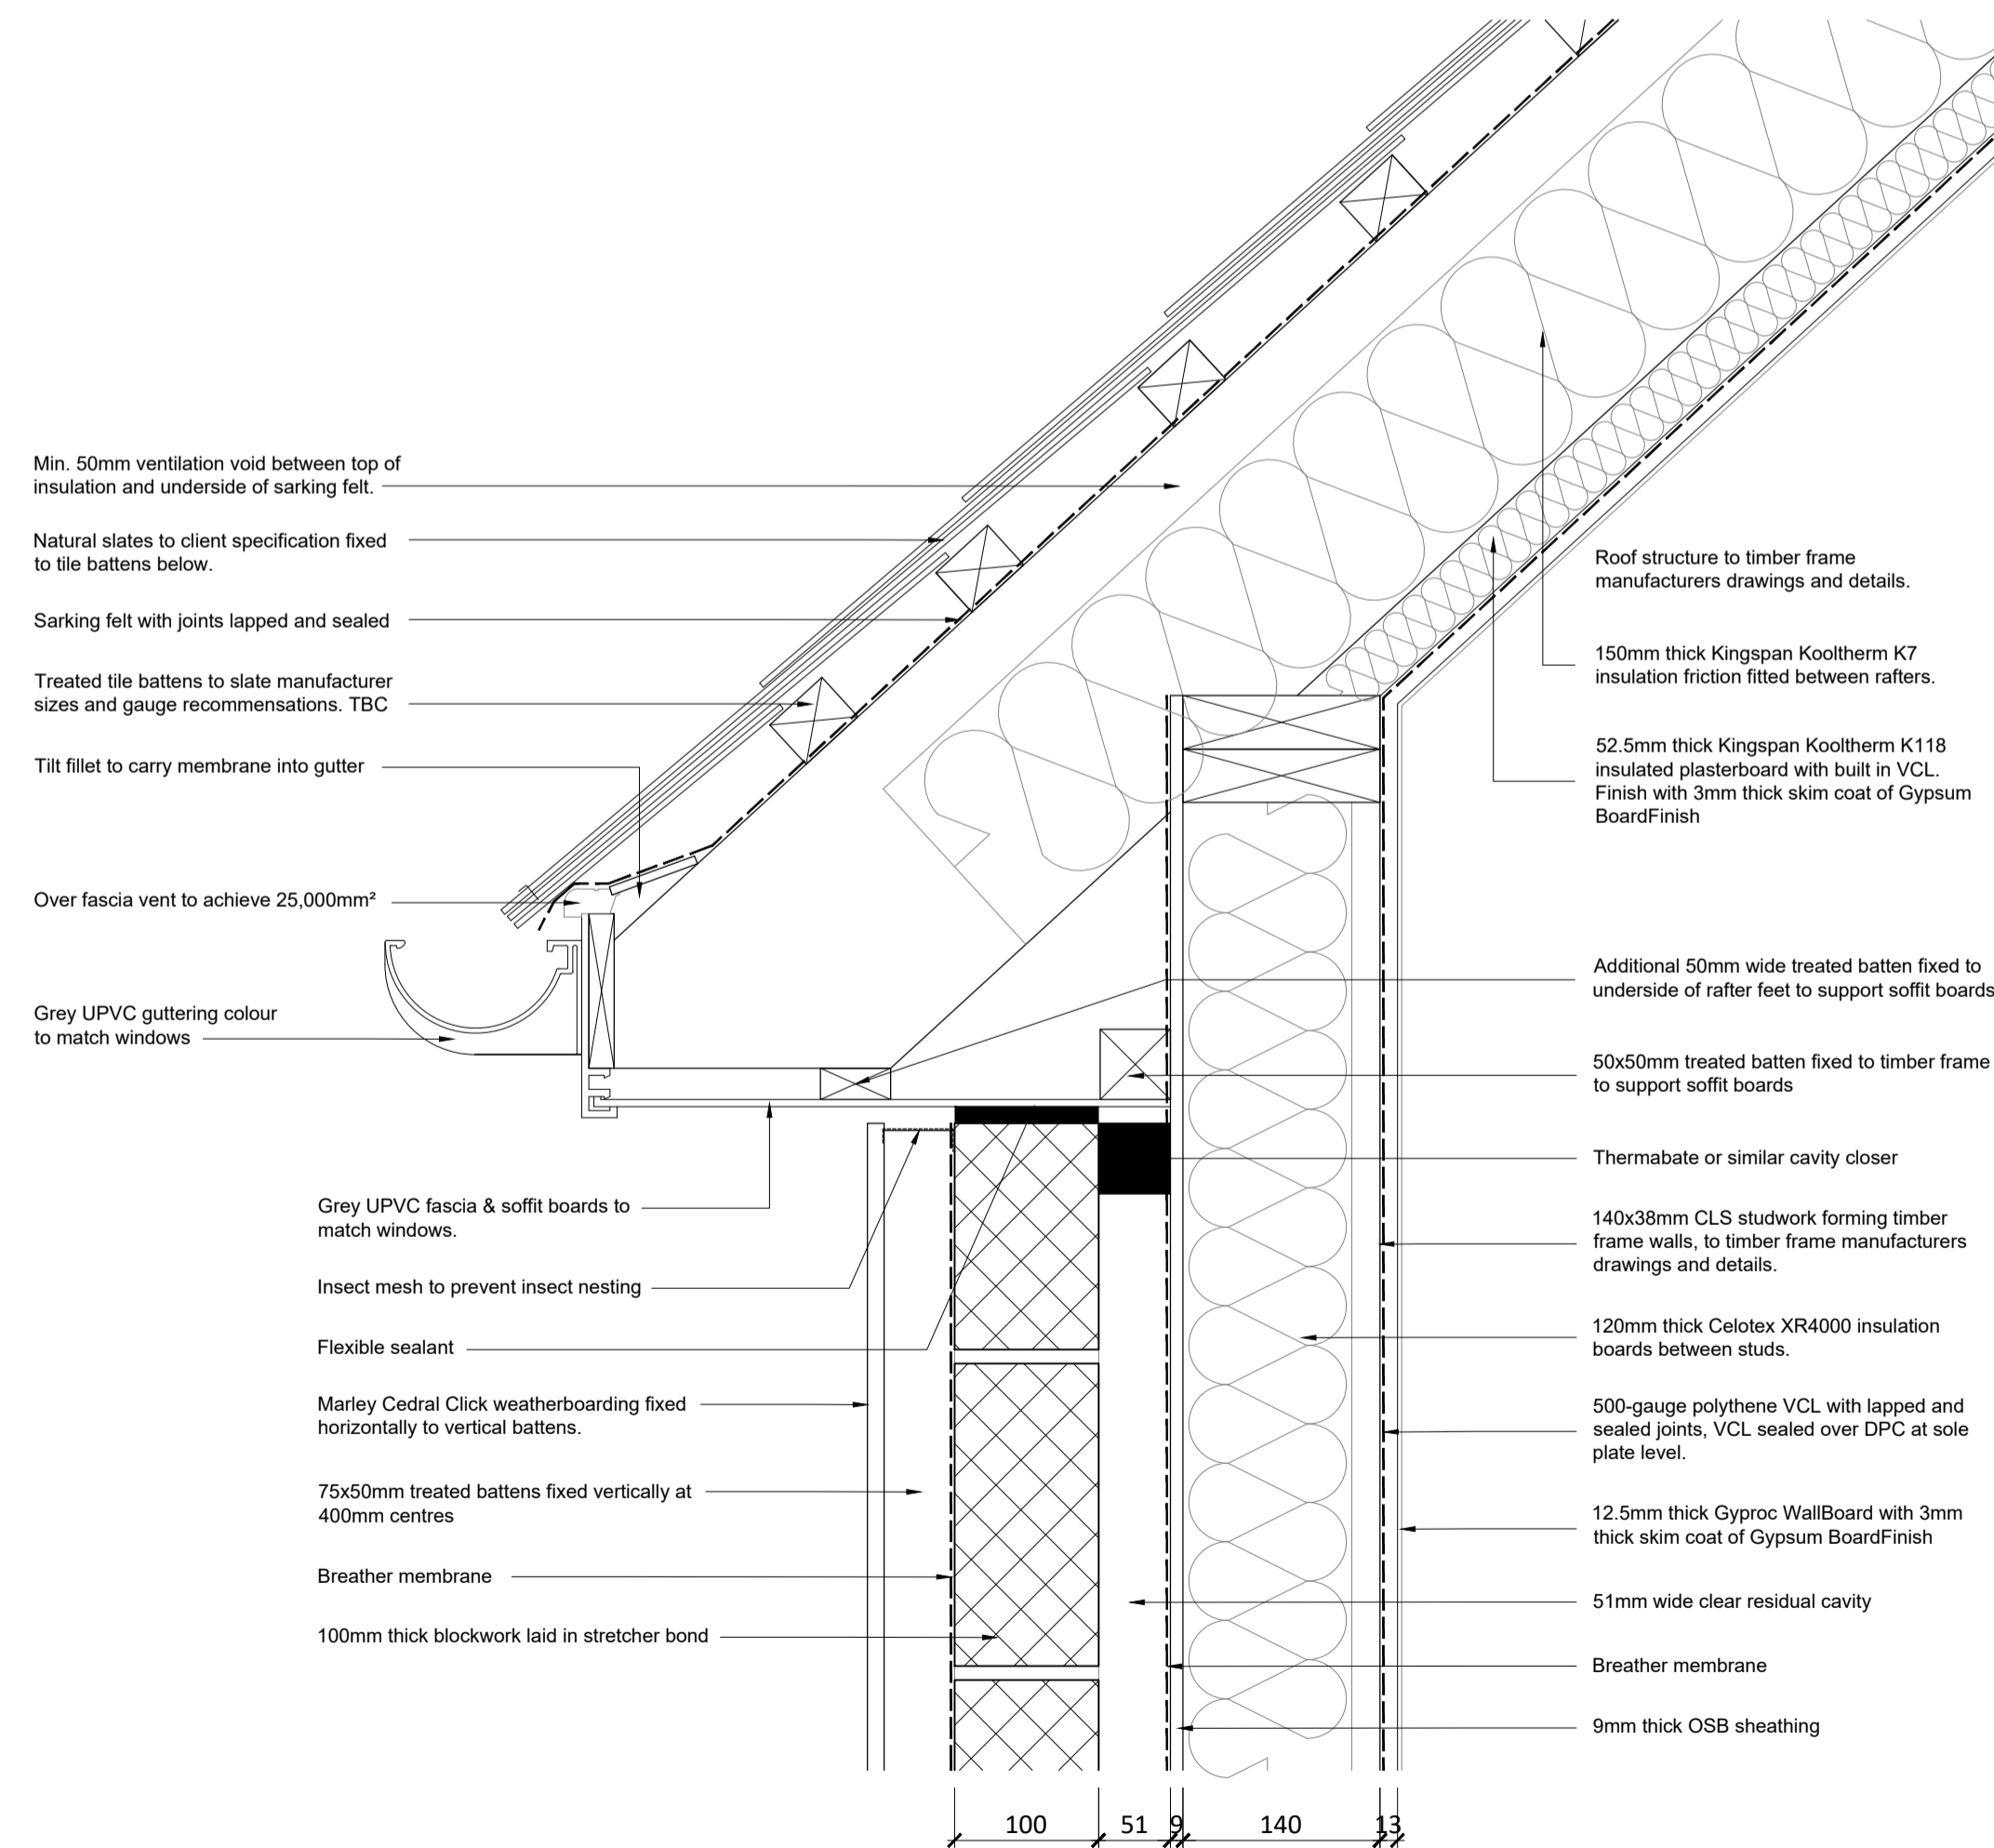 Min. 50mm ventilation void between top of
insulation and underside of sarking felt.
Natural slates to client specification fixed
to tile battens below.
Sarking felt with joints lapped and sealed
Treated tile battens to slate manufacturer
sizes and gauge recommensations. TBC
Tilt fillet to carry membrane into gutter
Over fascia vent to achieve 25,000mm²
Grey UPVC guttering colour
to match windows
Grey UPVC fascia & soffit boards to
match windows.
Insect mesh to prevent insect nesting
Flexible sealant
Marley Cedral Click weatherboarding fixed
horizontally to vertical battens.
75x50mm treated battens fixed vertically at
400mm centres
Breather membrane
100mm thick blockwork laid in stretcher bond
Roof structure to timber frame
manufacturers drawings and details.
150mm thick Kingspan Kooltherm K7
insulation friction fitted between rafters.
52.5mm thick Kingspan Kooltherm K118
insulated plasterboard with built in VCL.
Finish with 3mm thick skim coat of Gypsum
BoardFinish
Additional 50mm wide treated batten fixed to
underside of rafter feet to support soffit boards
50x50mm treated batten fixed to timber frame
to support soffit boards
Thermabate or similar cavity closer
140x38mm CLS studwork forming timber
frame walls, to timber frame manufacturers
drawings and details.
120mm thick Celotex XR4000 insulation
boards between studs.
500-gauge polythene VCL with lapped and
sealed joints, VCL sealed over DPC at sole
plate level.
12.5mm thick Gyproc WallBoard with 3mm
thick skim coat of Gypsum BoardFinish
51mm wide clear residual cavity
Breather membrane
9mm thick OSB sheathing
100 51 9 140 13